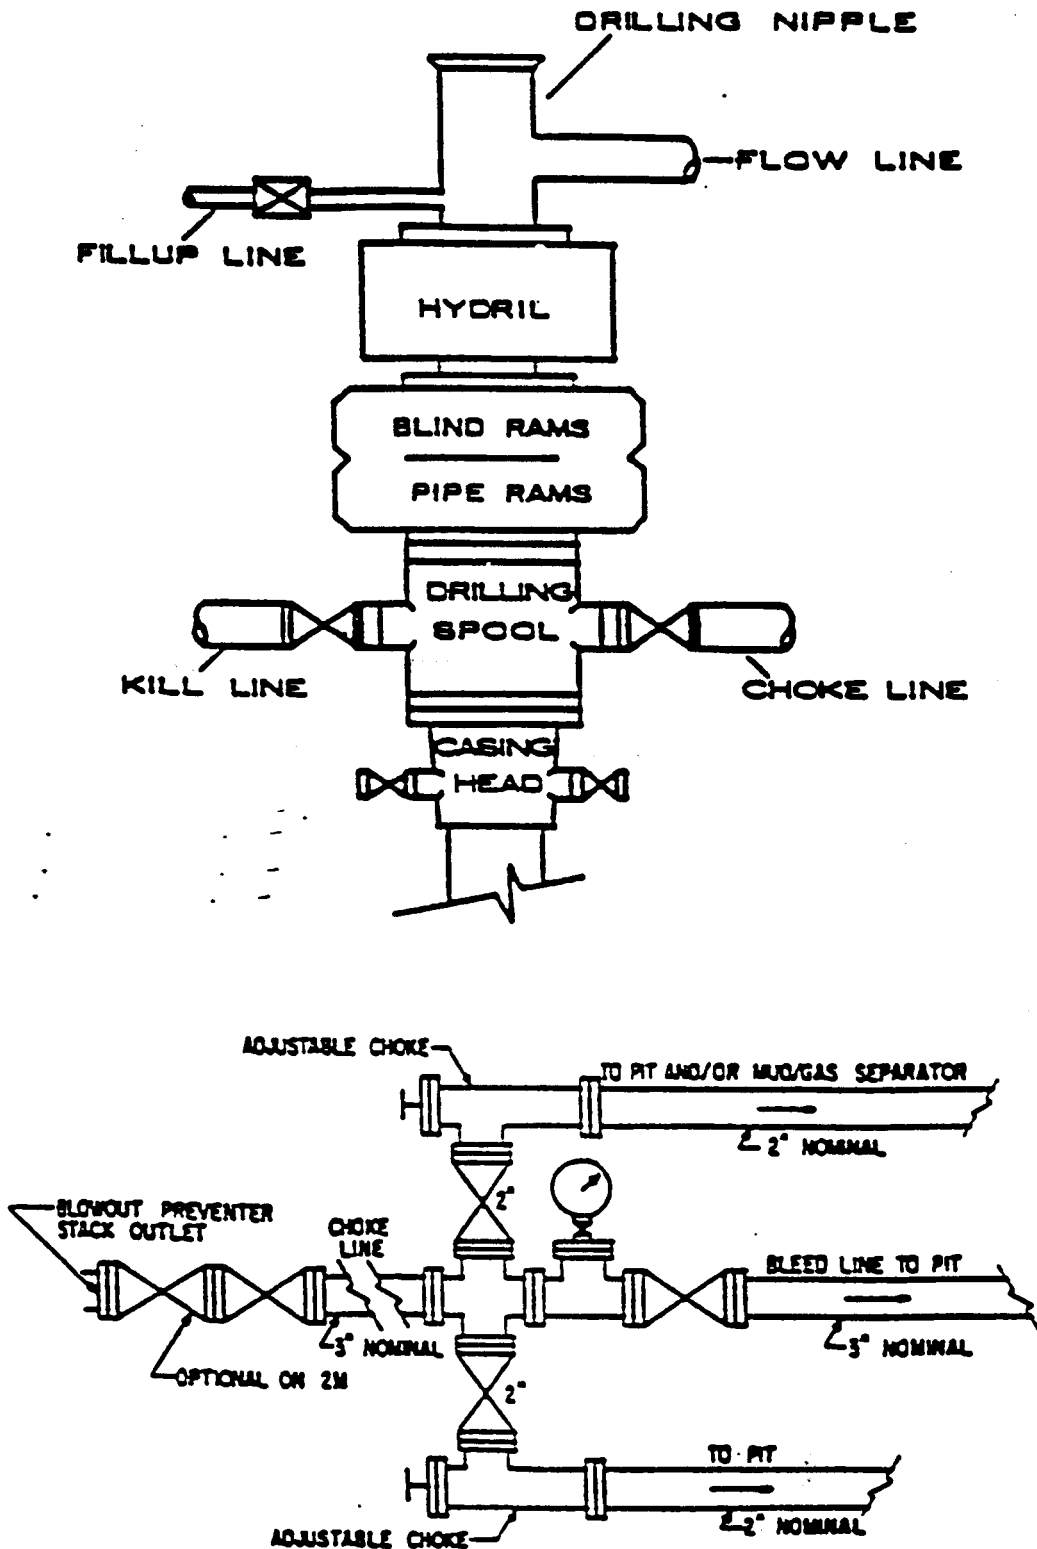 DRILLING NIPPLE
FLOW LINE
FILLUP LINE
HYDRIL
BLIND RAMS
PIPE RAMS
DRILLING
SPOOL
KILL LINE
CHOKE LINE
CASING
HEAD
ADJUSTABLE CHOKE
TO PIT AND/OR MUD/GAS SEPARATOR
2" NOMINAL
2"
BLOWOUT PREVENTER
STACK OUTLET
CHOKE
LINE
BLEED LINE TO PIT
3" NOMINAL
3" NOMINAL
OPTIONAL ON 2M
2"
TO PIT
2" NOMINAL
ADJUSTABLE CHOKE